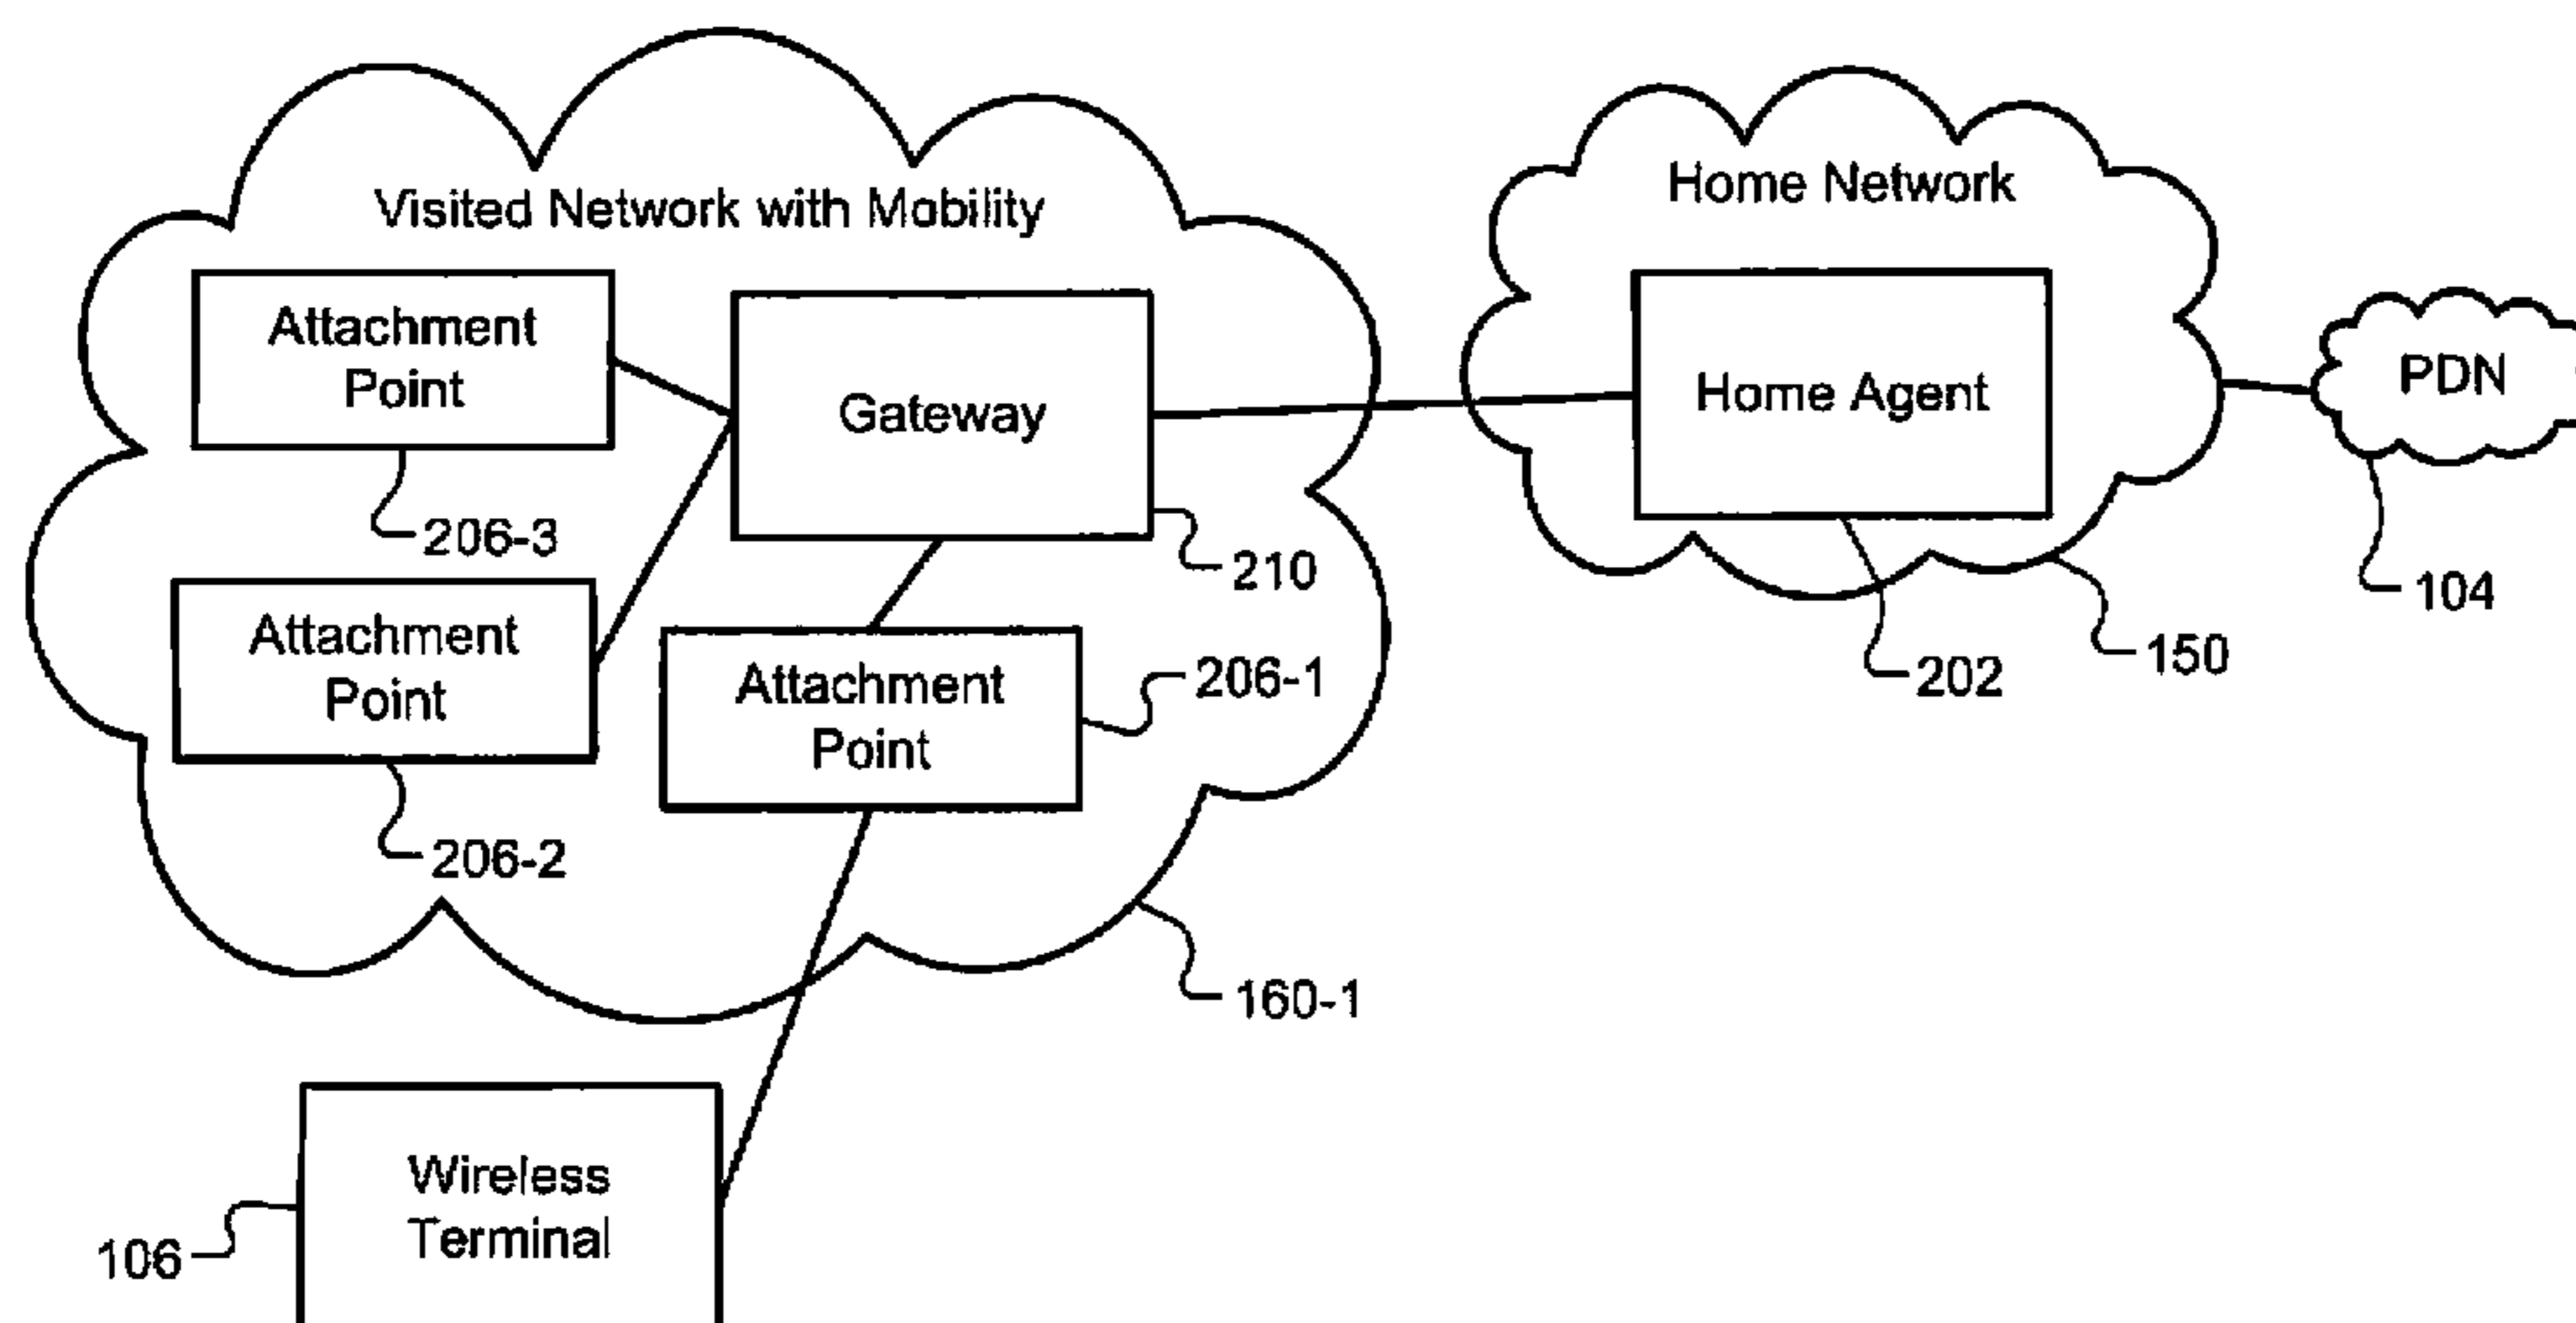 Visited Network with Mobility
Home Network
Attachment
Point
Gateway
Home Agent
PDN
206-3
210
104
Attachment
Point
Attachment
Point
206-1
150
202
206-2
160-1
Wireless
Terminal
106